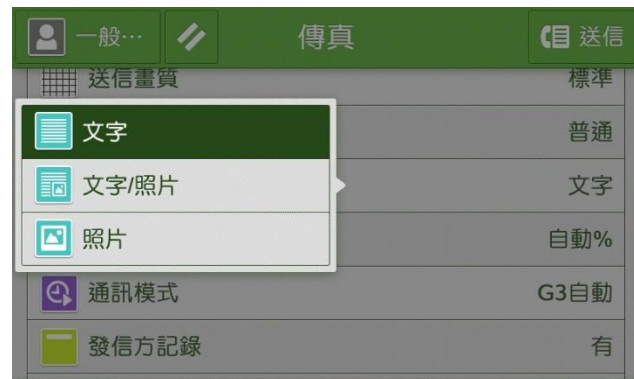 一般… 傳真 送信
送信畫質 標準
文字 普通
文字/照片 文字
照片 自動%
通訊模式 G3自動
發信方記錄 有